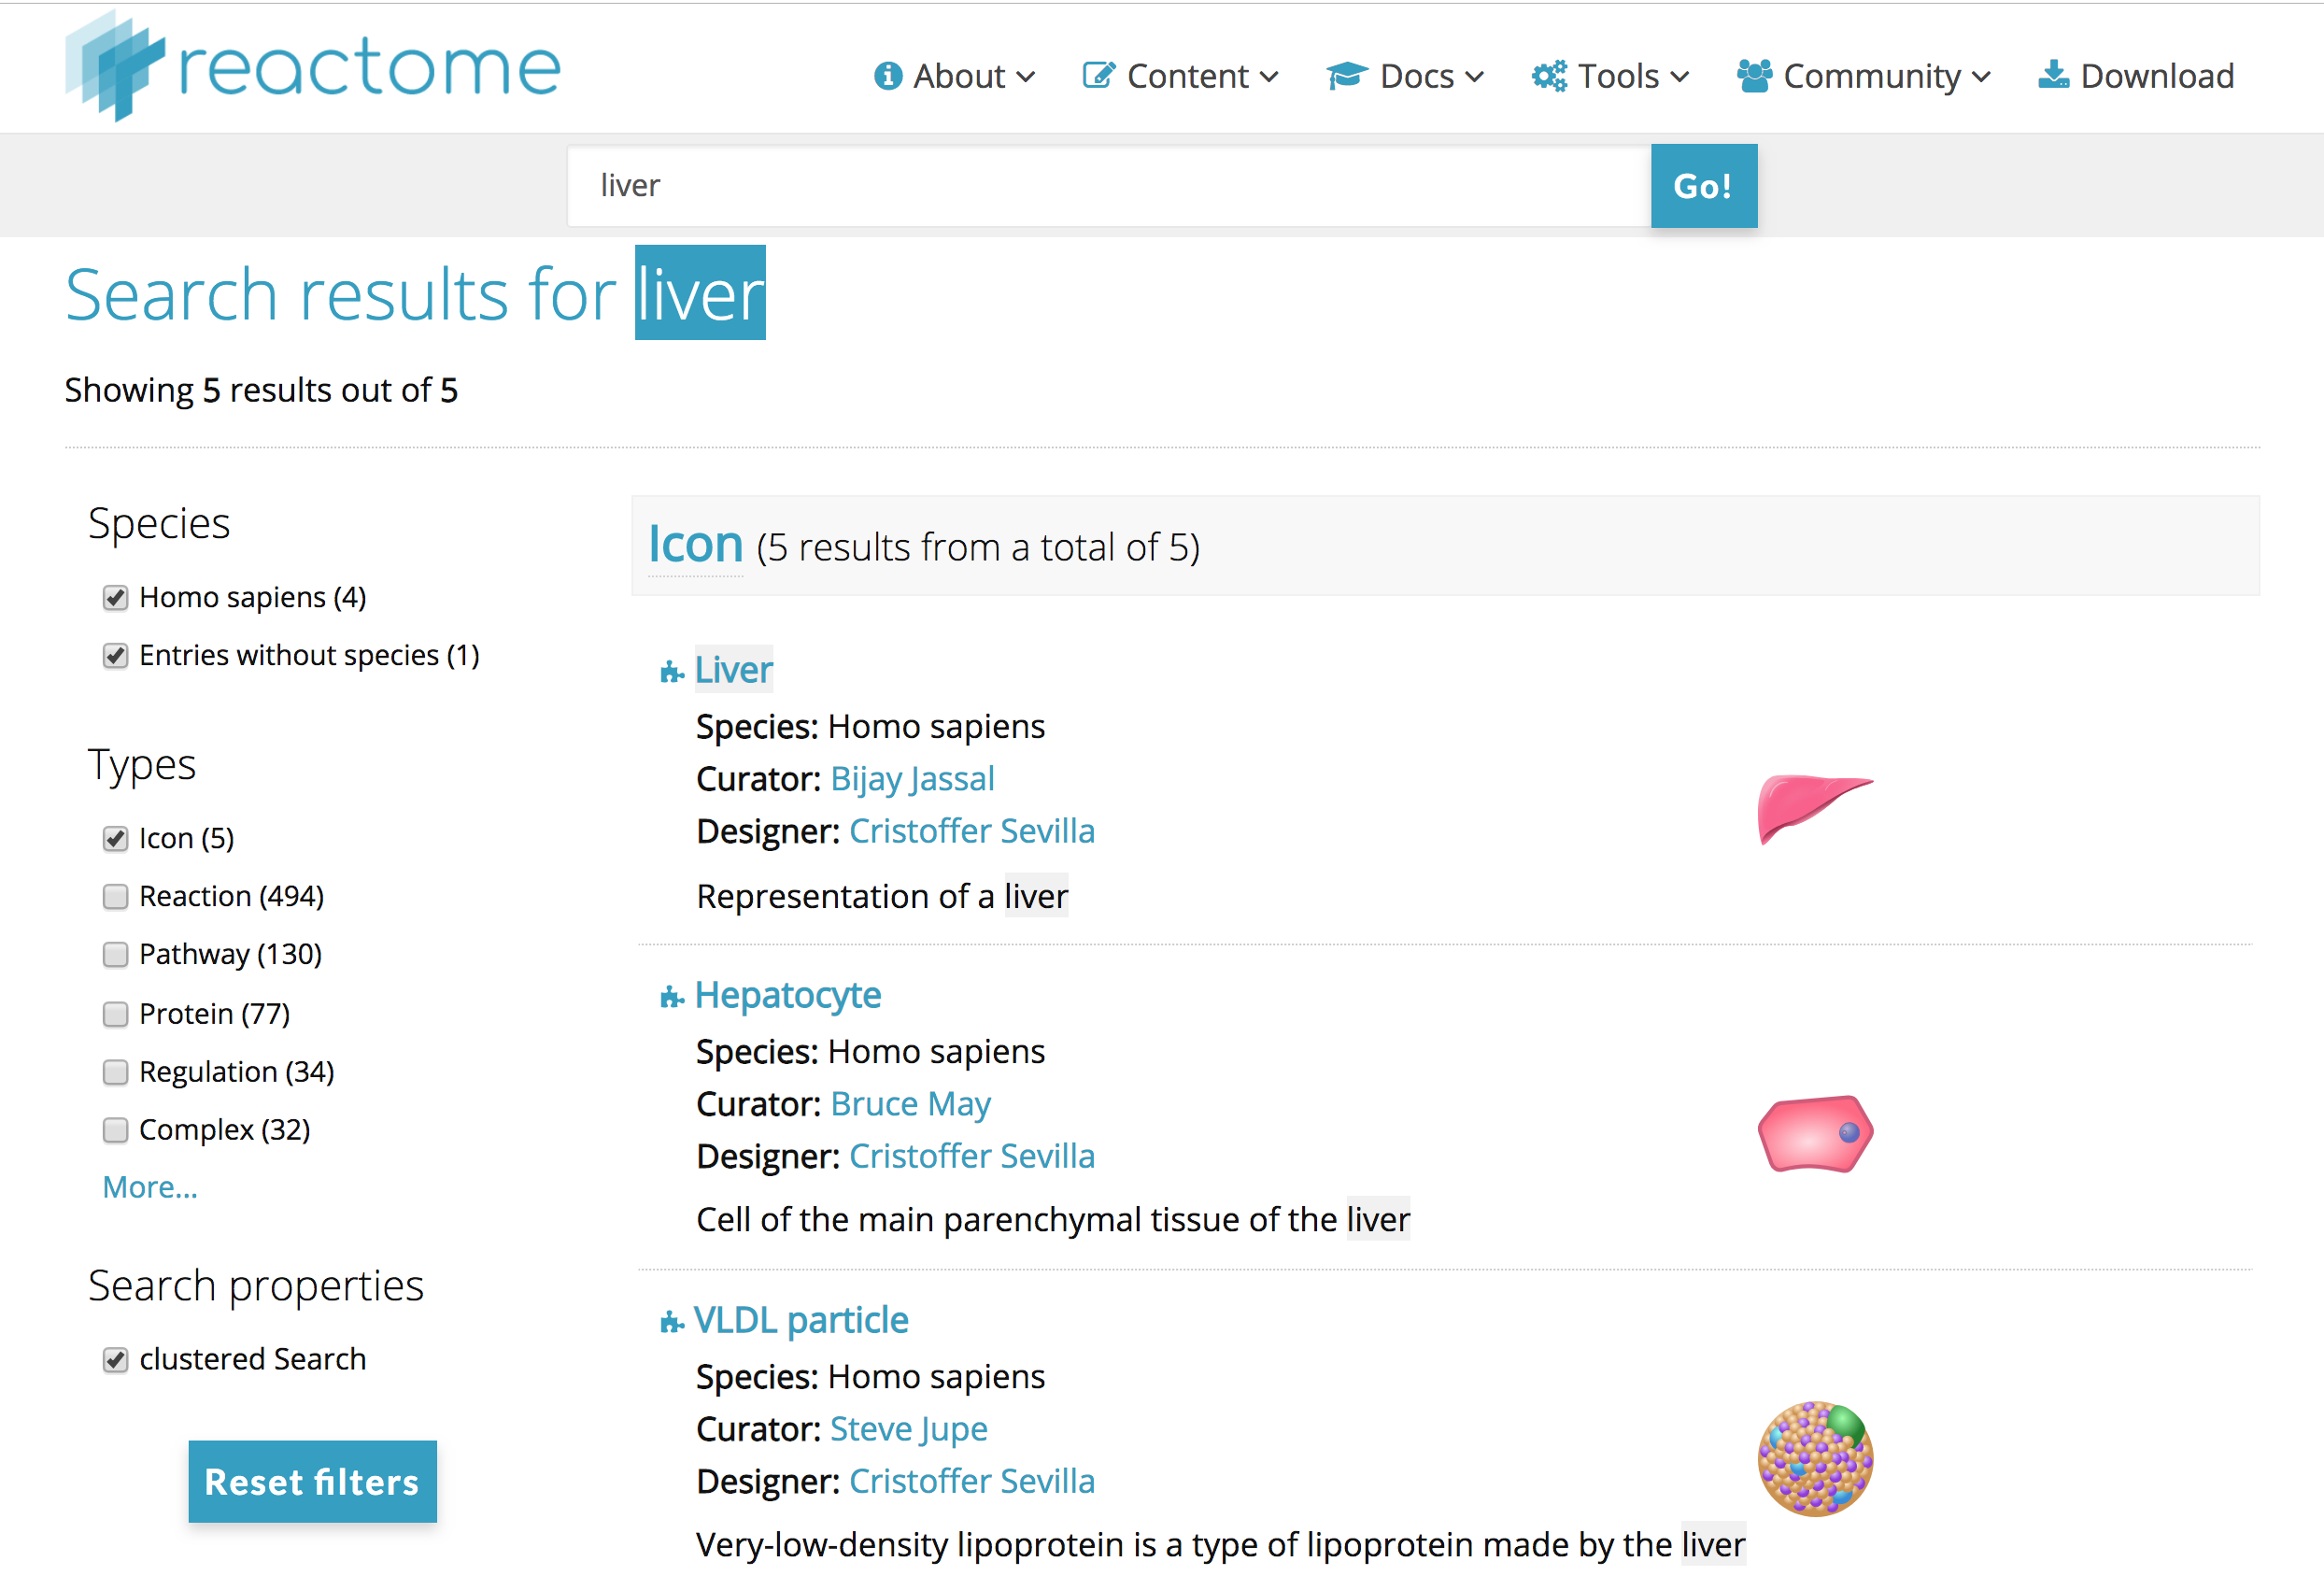 reactome
About
Content
Docs
Tools
Community
Download
liver
Go!
Search results for liver
Showing 5 results out of 5
Species
Homo sapiens (4)
Entries without species (1)
Types
Icon (5)
Reaction (494)
Pathway (130)
Protein (77)
Regulation (34)
Complex (32)
More...
Search properties
clustered Search
Reset filters
Icon (5 results from a total of 5)
Liver
Species: Homo sapiens
Curator: Bijay Jassal
Designer: Cristoffer Sevilla
Representation of a liver
Hepatocyte
Species: Homo sapiens
Curator: Bruce May
Designer: Cristoffer Sevilla
Cell of the main parenchymal tissue of the liver
VLDL particle
Species: Homo sapiens
Curator: Steve Jupe
Designer: Cristoffer Sevilla
Very-low-density lipoprotein is a type of lipoprotein made by the liver